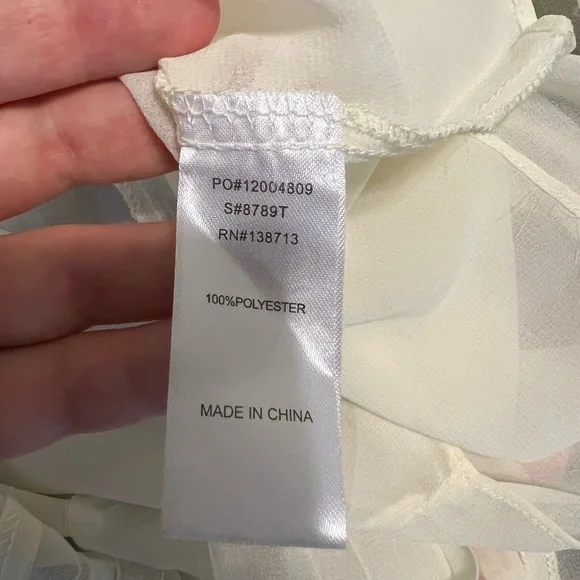 PO#12004809
S#8789T
RN#138713
100%POLYESTER
MADE IN CHINA